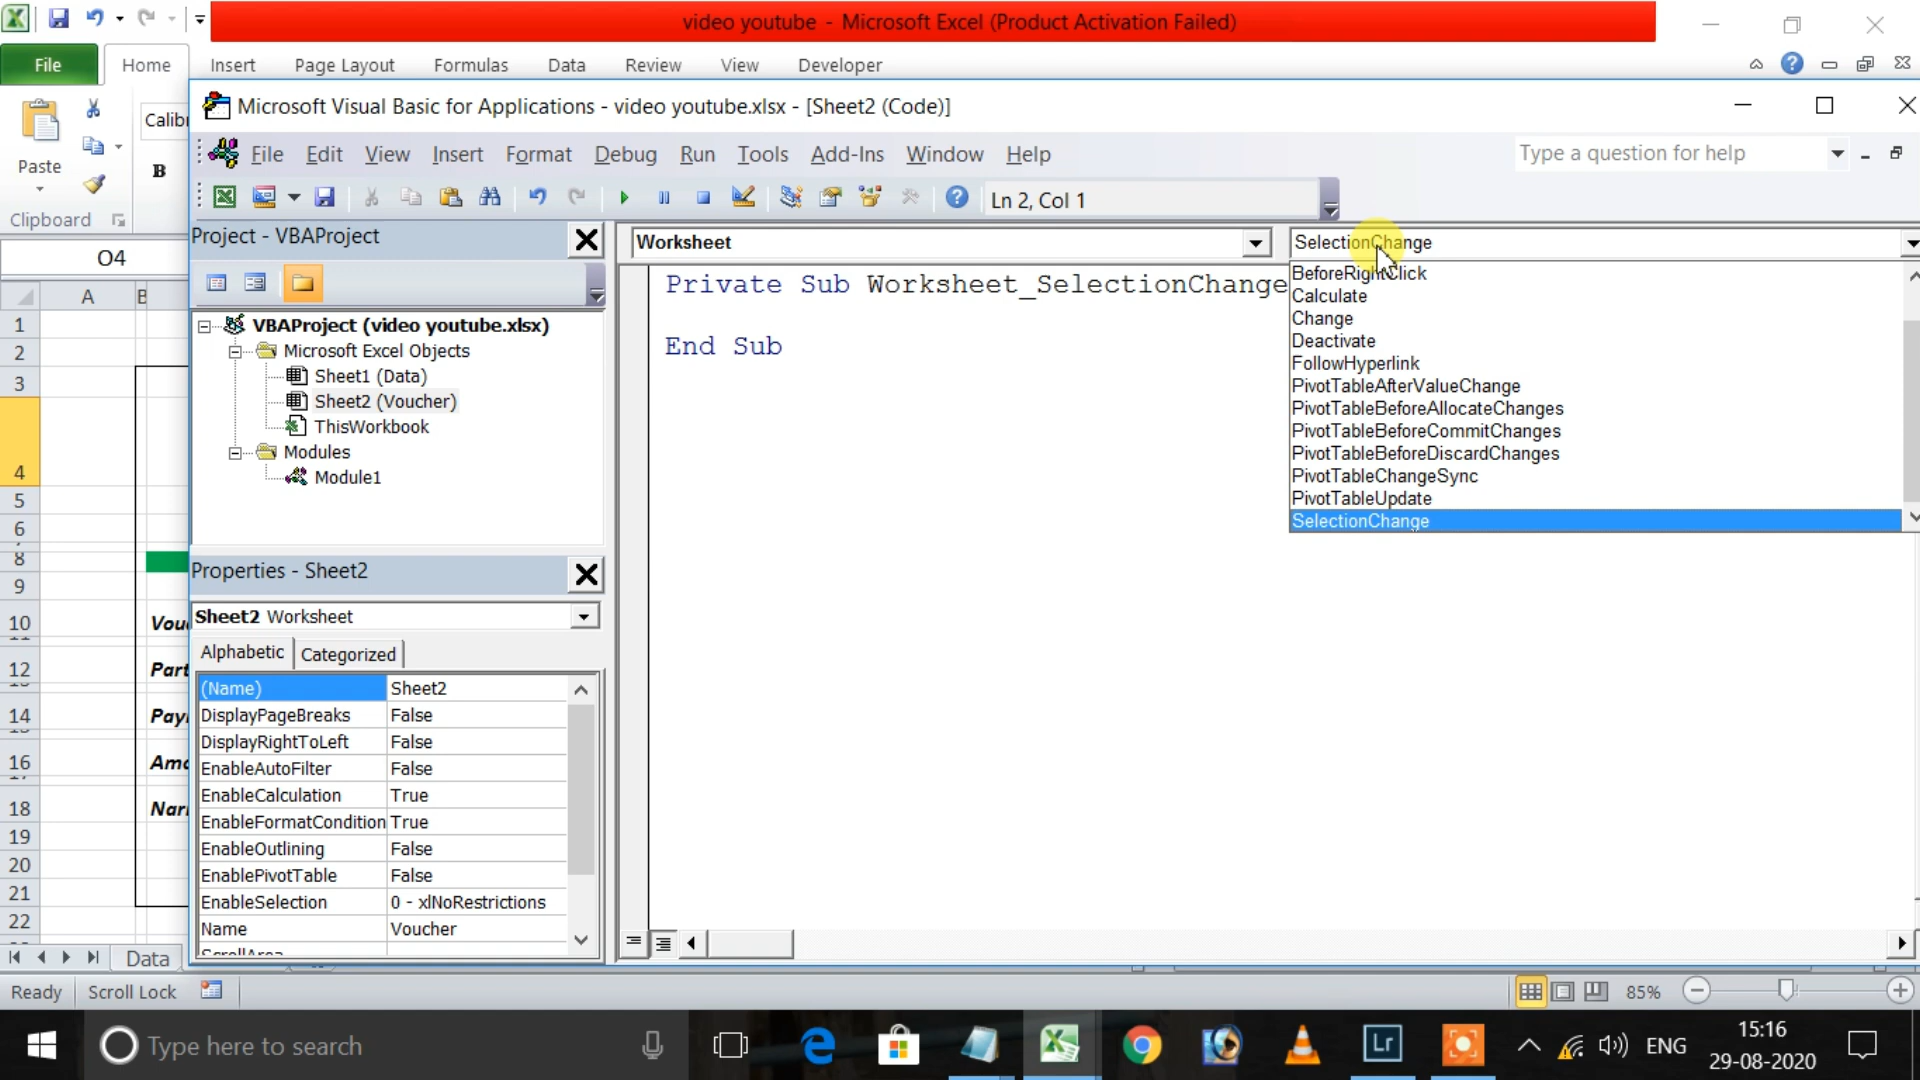 video youtube - Microsoft Excel (Product Activation Failed)
File Home Insert Page Layout Formulas Data Review View Developer
Microsoft Visual Basic for Applications - video youtube.xlsx - [Sheet2 (Code)]
Calibr
Paste
B
Clipboard
File Edit View Insert Format Debug Run Tools Add-Ins Window Help
Type a question for help
Ln 2, Col 1
O4
Project - VBAProject
VBAProject (video youtube.xlsx)
Microsoft Excel Objects
Sheet1 (Data)
Sheet2 (Voucher)
ThisWorkbook
Modules
Module1
Worksheet
SelectionChange
Private Sub Worksheet_SelectionChange
End Sub
BeforeRightClick
Calculate
Change
Deactivate
FollowHyperlink
PivotTableAfterValueChange
PivotTableBeforeAllocateChanges
PivotTableBeforeCommitChanges
PivotTableBeforeDiscardChanges
PivotTableChangeSync
PivotTableUpdate
SelectionChange
Properties - Sheet2
Sheet2 Worksheet
Alphabetic Categorized
(Name) Sheet2
DisplayPageBreaks False
DisplayRightToLeft False
EnableAutoFilter False
EnableCalculation True
EnableFormatCondition True
EnableOutlining False
EnablePivotTable False
EnableSelection 0 - xlNoRestrictions
Name Voucher
A B
1
2
3
4
5
6
8
9
10 Vou
12 Part
14 Pay
16 Amo
18 Narr
19
20
21
22
Data
Ready Scroll Lock
85%
Type here to search
Lr
ENG
15:16
29-08-2020